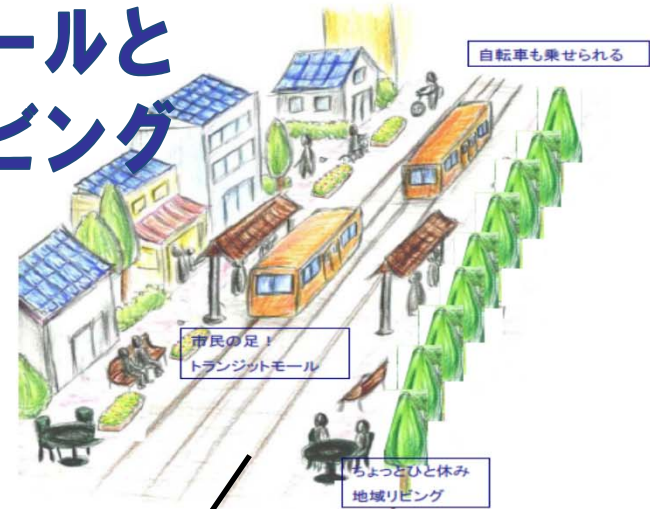 ールと
ビング
自転車も乗せられる
市民の足！
トランジットモール
ちょっとひと休み
地域リビング